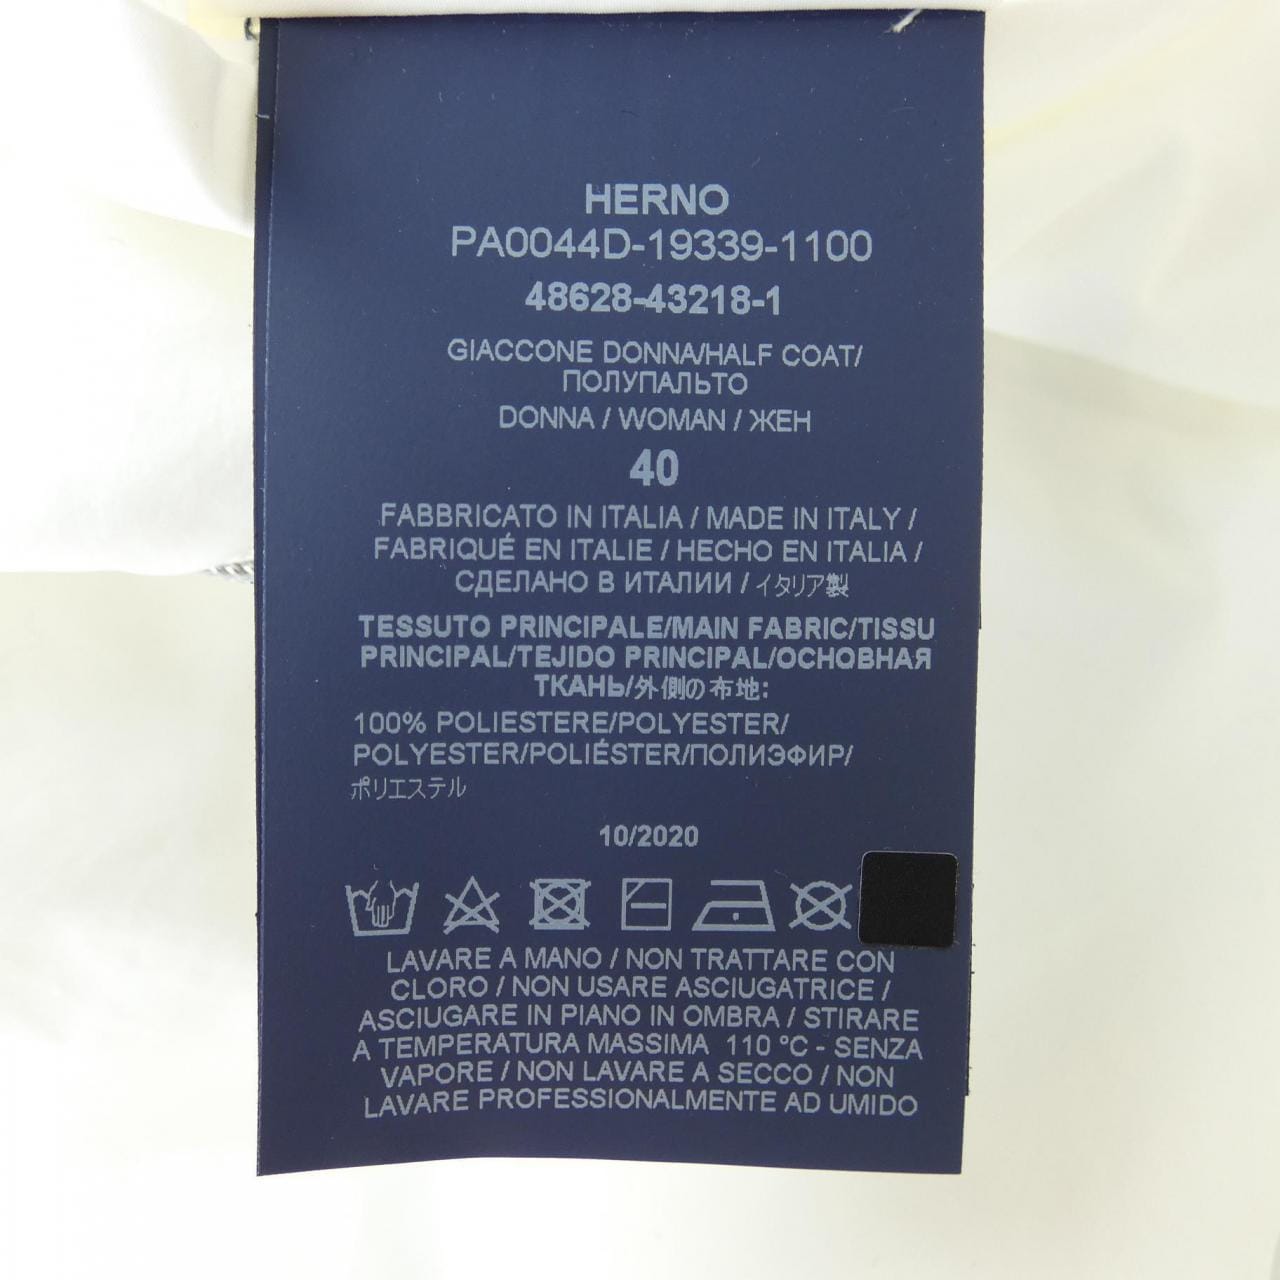 HERNO
PA0044D-19339-1100
48628-43218-1
GIACCONE DONNA/HALF COAT/
ПОЛУПАЛЬТО
DONNA / WOMAN / ЖЕН
40
FABBRICATO IN ITALIA / MADE IN ITALY /
FABRIQUÉ EN ITALIE / HECHO EN ITALIA /
СДЕЛАНО В ИТАЛИИ / イタリア製
TESSUTO PRINCIPALE/MAIN FABRIC/TISSU
PRINCIPAL/TEJIDO PRINCIPAL/ОСНОВНАЯ
ТКАНЬ/外側の布地:
100% POLIESTERE/POLYESTER/
POLYESTER/POLIÉSTER/ПОЛИЭФИР/
ポリエステル
10/2020
LAVARE A MANO / NON TRATTARE CON
CLORO / NON USARE ASCIUGATRICE /
ASCIUGARE IN PIANO IN OMBRA / STIRARE
A TEMPERATURA MASSIMA 110 °C - SENZA
VAPORE / NON LAVARE A SECCO / NON
LAVARE PROFESSIONALMENTE AD UMIDO